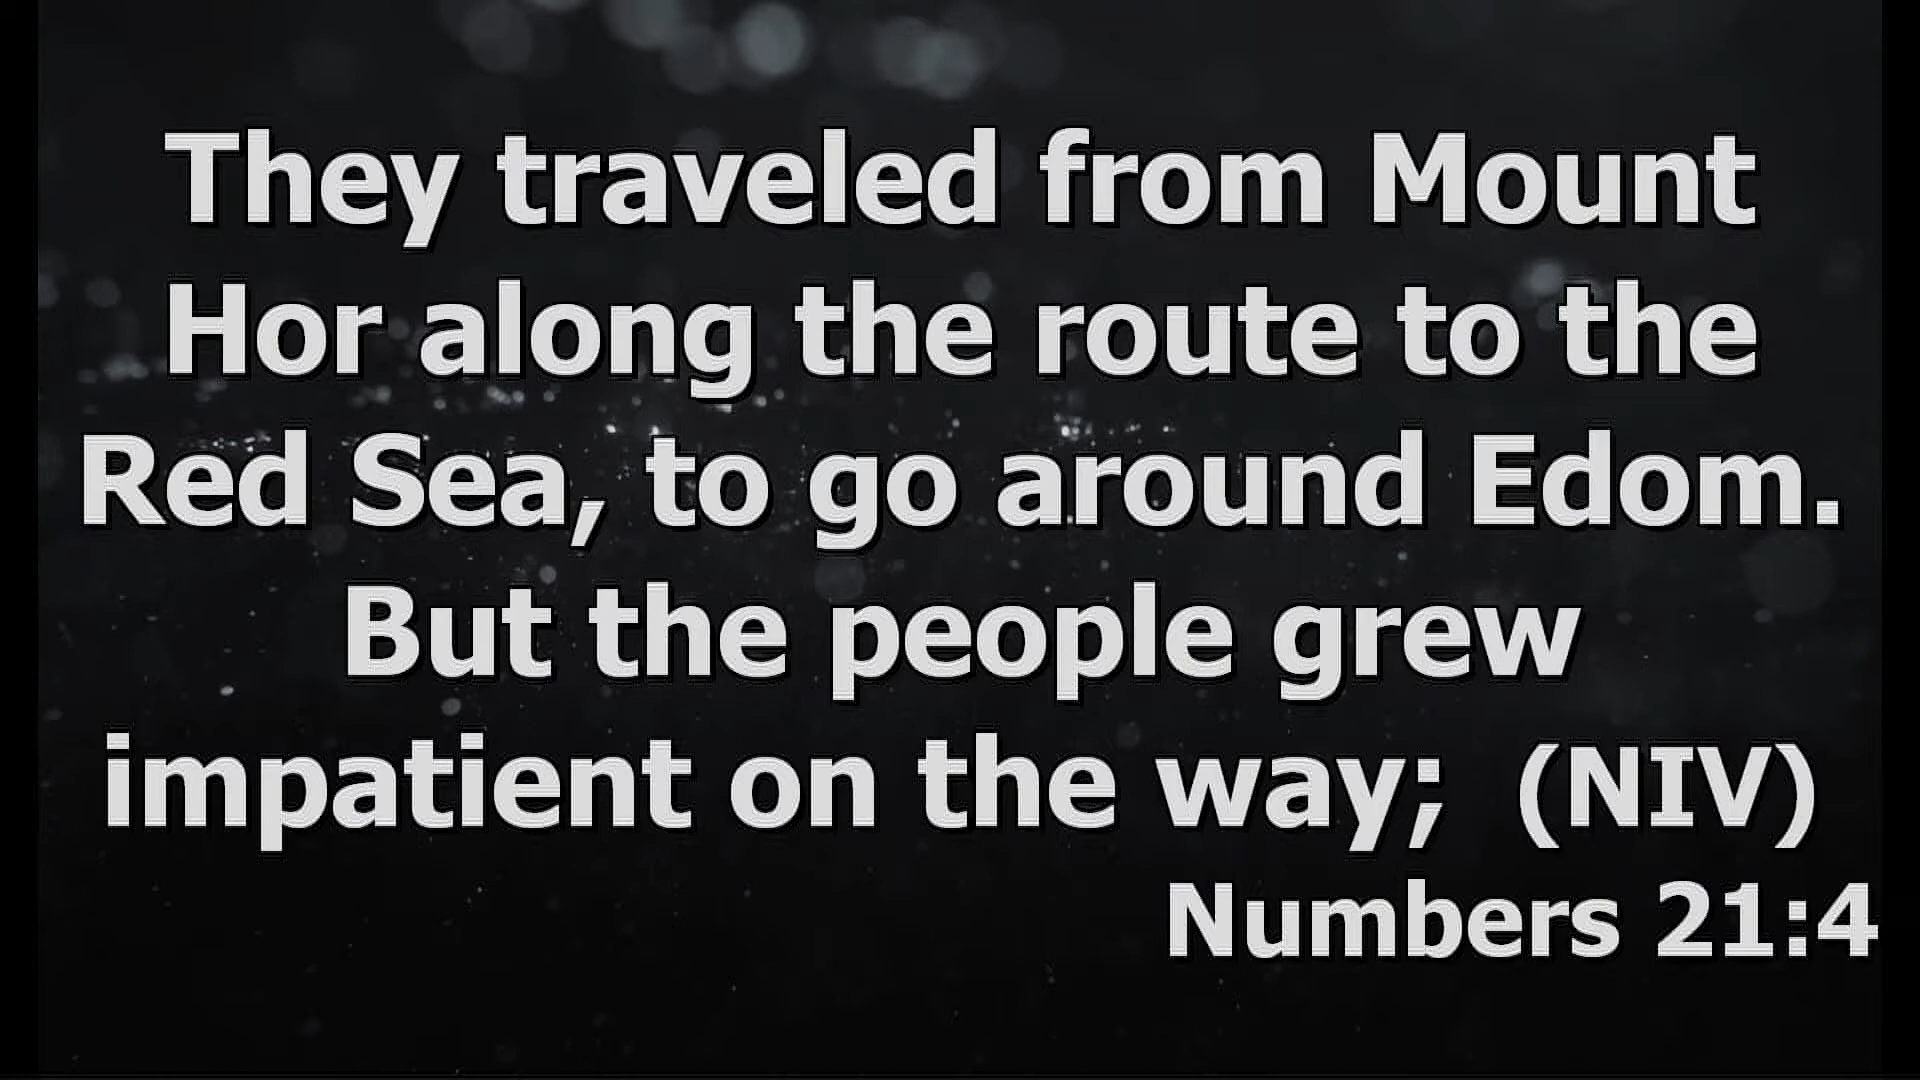 They traveled from Mount
Hor along the route to the
Red Sea, to go around Edom.
But the people grew
impatient on the way;  (NIV)
Numbers 21:4